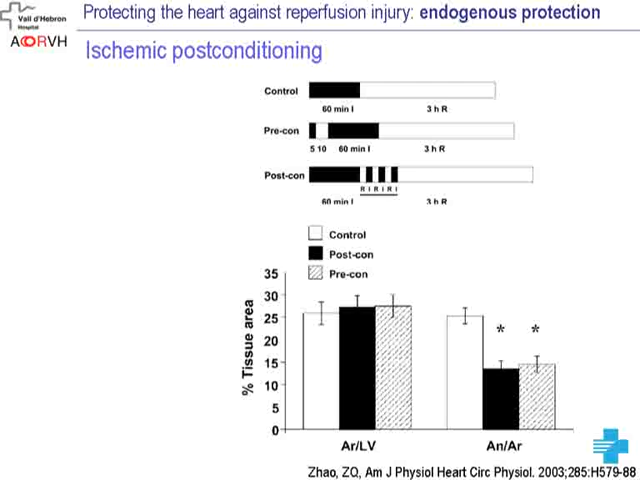 Vall d'Hebron
Hospital
ACORVH
Protecting the heart against reperfusion injury: endogenous protection
Ischemic postconditioning
Control
60 min I 3 h R
Pre-con
5 10 60 min I 3 h R
Post-con
R I R I R I
60 min I 3 h R
Control
Post-con
Pre-con
% Tissue area
35
30
25
20
15
10
5
0
* *
Ar/LV An/Ar
Zhao, ZQ, Am J Physiol Heart Circ Physiol. 2003;285:H579-88